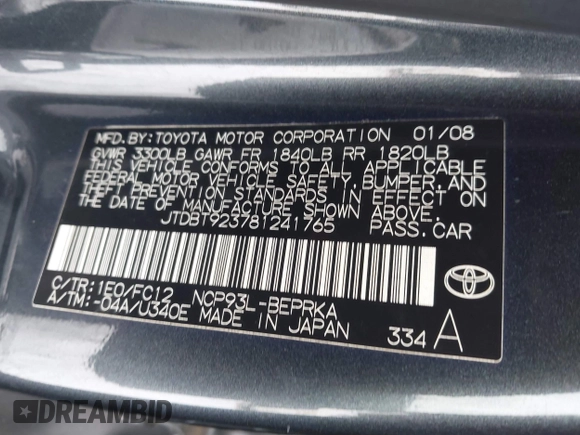 MFD.BY:TOYOTA MOTOR CORPORATION 01/08
GVWR 3300LB GAWR FR 1840LB RR 1820LB
THIS VEHICLE CONFORMS TO ALL APPLICABLE
FEDERAL MOTOR VEHICLE SAFETY, BUMPER, AND
THEFT PREVENTION STANDARDS IN EFFECT ON
THE DATE OF MANUFACTURE SHOWN ABOVE.
JTDBT923781241765 PASS.CAR
C/TR:1E0/FC12 NCP93L-BEPRKA
A/TM:-04A/U340E MADE IN JAPAN
334 A
TOYOTA
DREAMBID